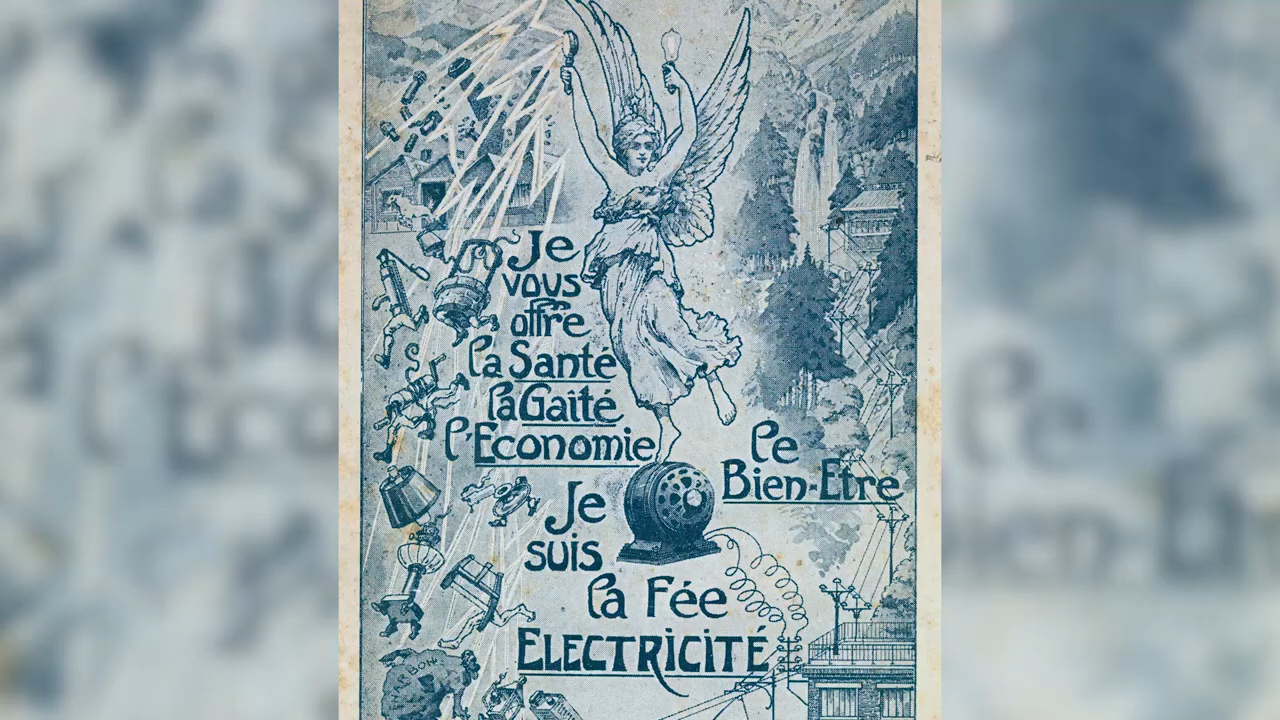 Je
vous
offre
la Santé
la Gaité
l'Economie
le
Bien-Etre
Je
suis
la Fée
ELECTRICITÉ